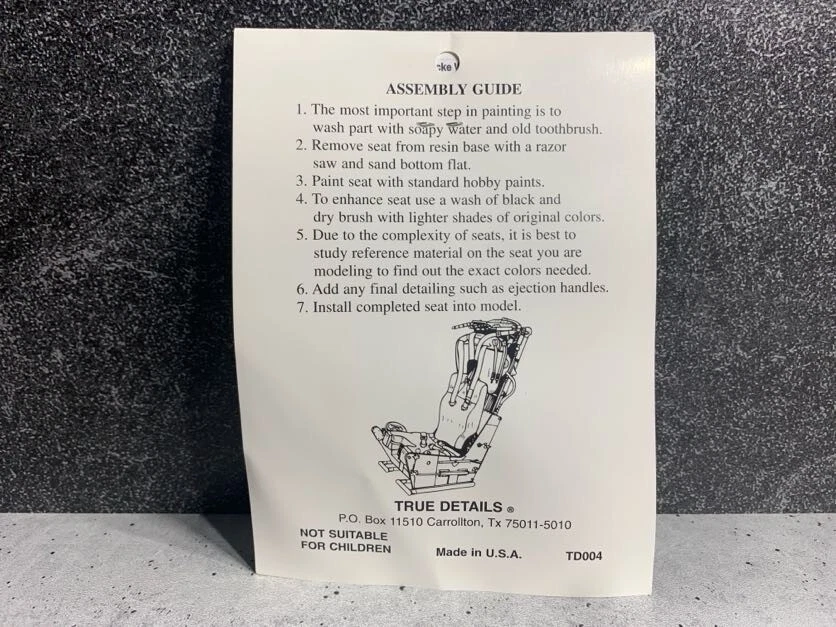 ASSEMBLY GUIDE
1. The most important step in painting is to
wash part with soapy water and old toothbrush.
2. Remove seat from resin base with a razor
saw and sand bottom flat.
3. Paint seat with standard hobby paints.
4. To enhance seat use a wash of black and
dry brush with lighter shades of original colors.
5. Due to the complexity of seats, it is best to
study reference material on the seat you are
modeling to find out the exact colors needed.
6. Add any final detailing such as ejection handles.
7. Install completed seat into model.
TRUE DETAILS ®
P.O. Box 11510 Carrollton, Tx 75011-5010
NOT SUITABLE
FOR CHILDREN
Made in U.S.A.
TD004